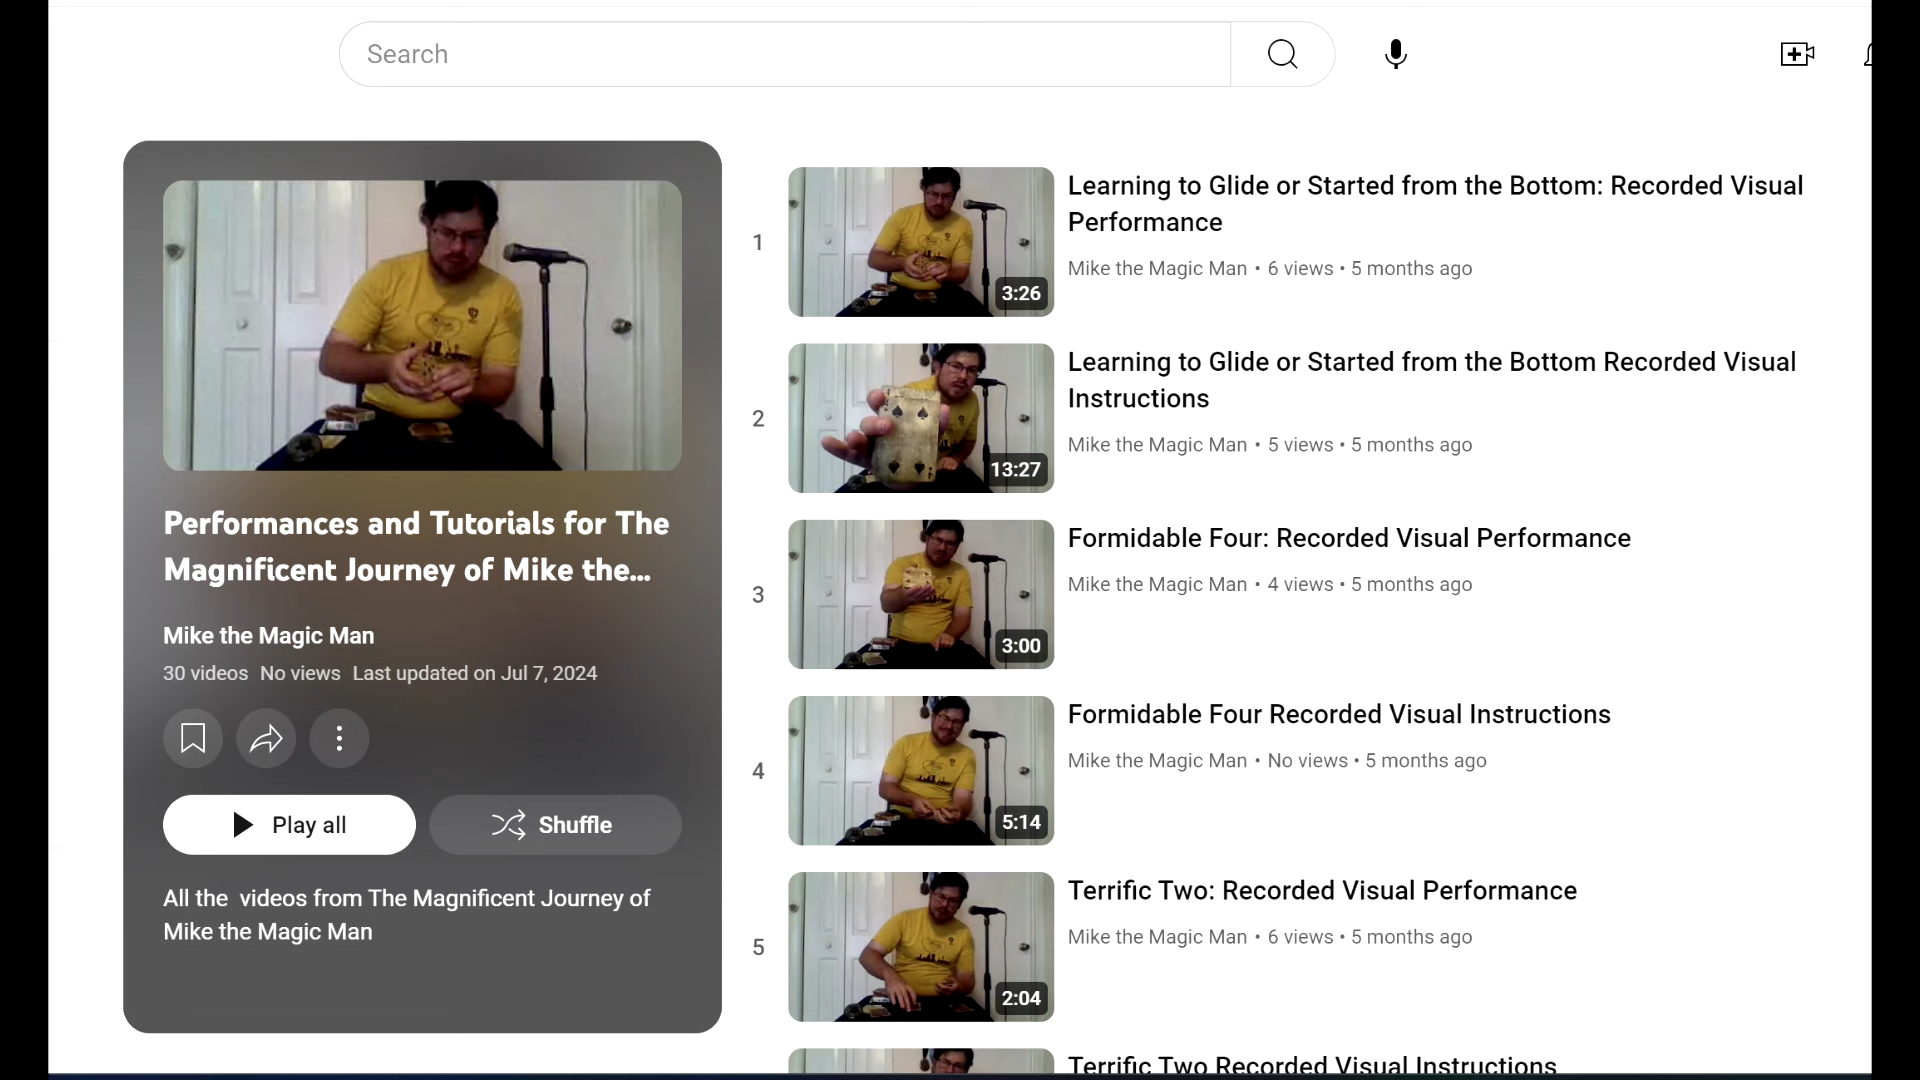 Search
Performances and Tutorials for The
Magnificent Journey of Mike the...
Mike the Magic Man
30 videos No views Last updated on Jul 7, 2024
Play all
Shuffle
All the videos from The Magnificent Journey of
Mike the Magic Man
1
3:26
Learning to Glide or Started from the Bottom: Recorded Visual
Performance
Mike the Magic Man • 6 views • 5 months ago
2
13:27
Learning to Glide or Started from the Bottom Recorded Visual
Instructions
Mike the Magic Man • 5 views • 5 months ago
3
3:00
Formidable Four: Recorded Visual Performance
Mike the Magic Man • 4 views • 5 months ago
4
5:14
Formidable Four Recorded Visual Instructions
Mike the Magic Man • No views • 5 months ago
5
2:04
Terrific Two: Recorded Visual Performance
Mike the Magic Man • 6 views • 5 months ago
Terrific Two Recorded Visual Instructions